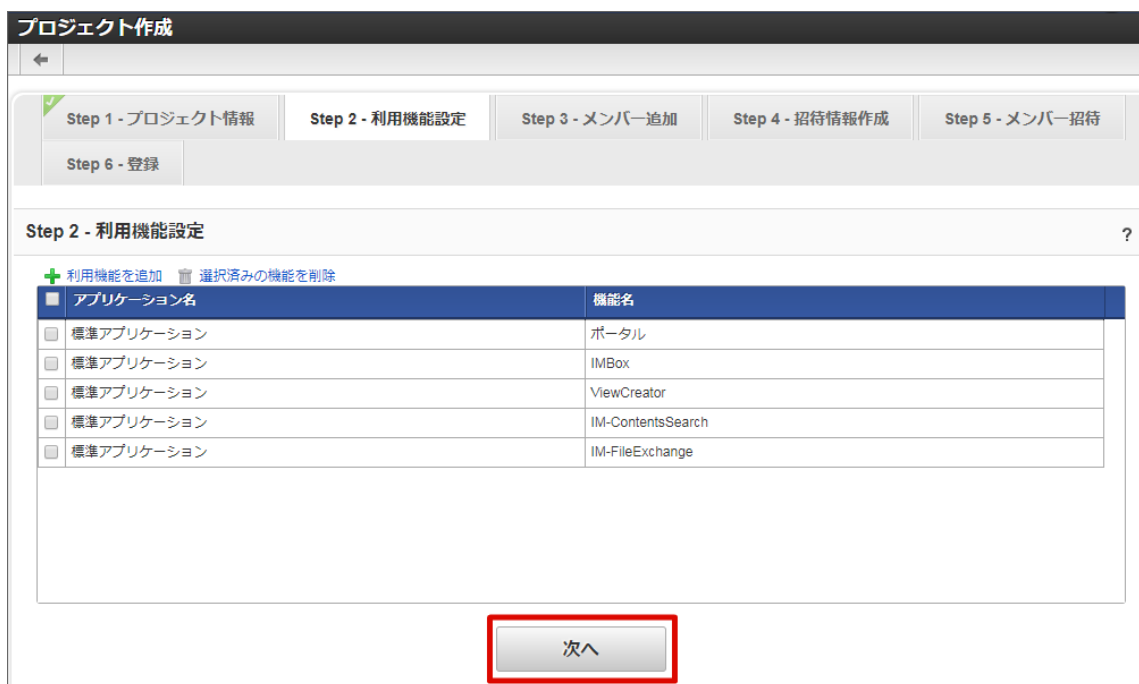 プロジェクト作成
Step 1 - プロジェクト情報 Step 2 - 利用機能設定 Step 3 - メンバー追加 Step 4 - 招待情報作成 Step 5 - メンバー招待
Step 6 - 登録
Step 2 - 利用機能設定 ?
利用機能を追加 選択済みの機能を削除
アプリケーション名 機能名
標準アプリケーション ポータル
標準アプリケーション IMBox
標準アプリケーション ViewCreator
標準アプリケーション IM-ContentsSearch
標準アプリケーション IM-FileExchange
次へ